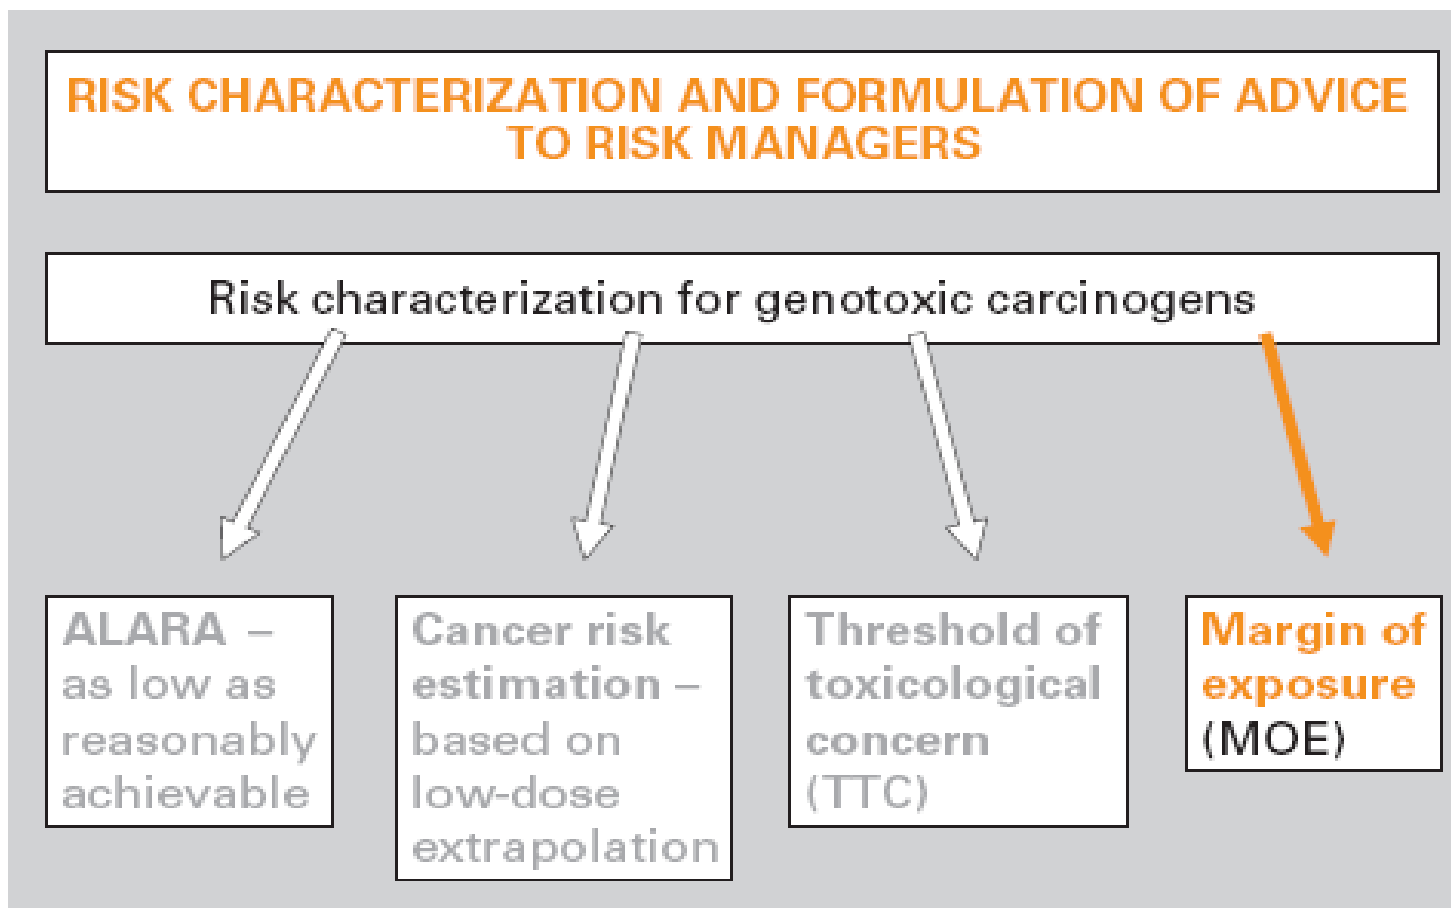 RISK CHARACTERIZATION AND FORMULATION OF ADVICE
TO RISK MANAGERS
Risk characterization for genotoxic carcinogens
ALARA –
as low as
reasonably
achievable
Cancer risk
estimation –
based on
low-dose
extrapolation
Threshold of
toxicological
concern
(TTC)
Margin of
exposure
(MOE)